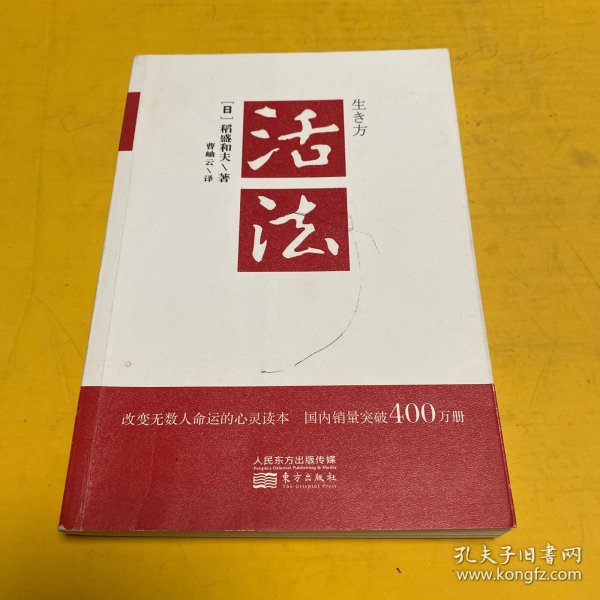 生き方
活法
[日]稻盛和夫\著
曹岫云\译
改变无数人命运的心灵读本 国内销量突破400万册
人民东方出版传媒
People's Oriental Publishing & Media
東方出版社
The Oriental Press
孔夫子旧书网
www.kongfz.com